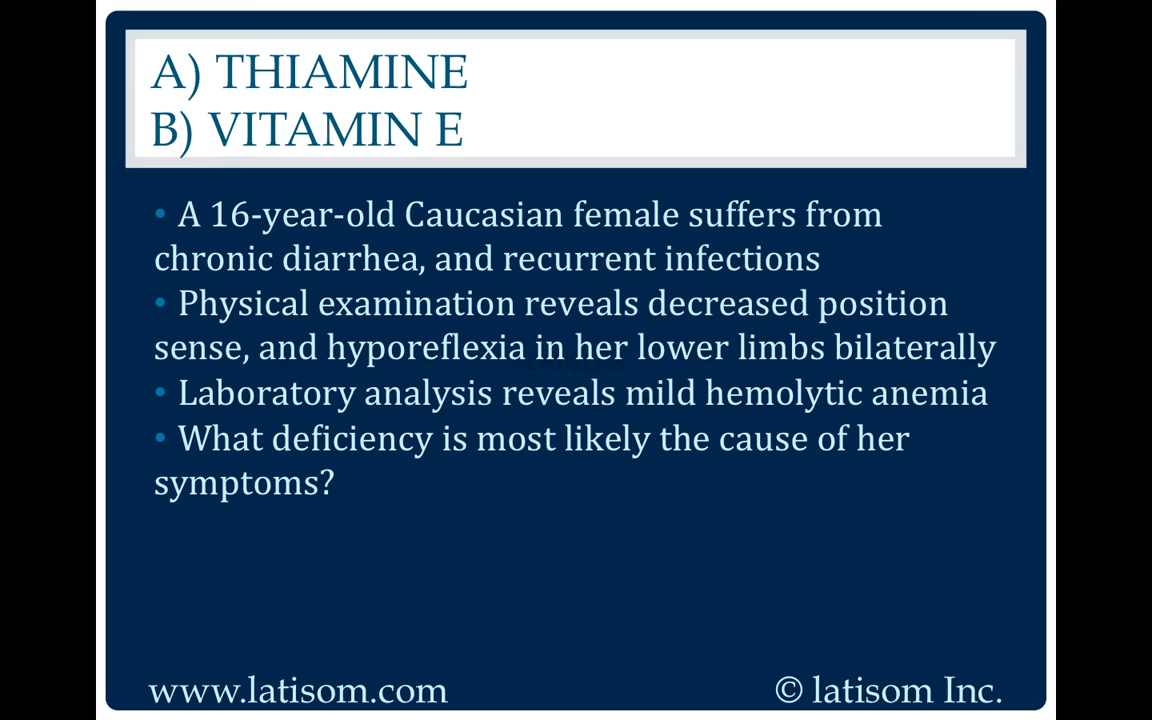 A) THIAMINE
B) VITAMIN E
• A 16-year-old Caucasian female suffers from
chronic diarrhea, and recurrent infections
• Physical examination reveals decreased position
sense, and hyporeflexia in her lower limbs bilaterally
• Laboratory analysis reveals mild hemolytic anemia
• What deficiency is most likely the cause of her
symptoms?
www.latisom.com
© latisom Inc.